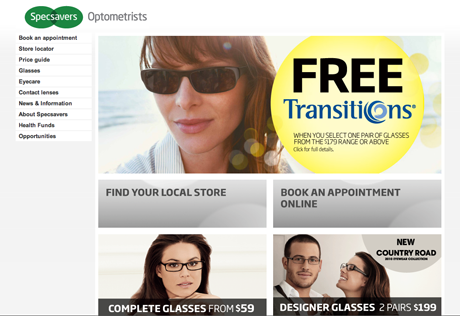 Specsavers Optometrists
Book an appointment
Store locator
Price guide
Glasses
Eyecare
Contact lenses
News & Information
About Specsavers
Health Funds
Opportunities
FREE
Transitions®
WHEN YOU SELECT ONE PAIR OF GLASSES
FROM THE $179 RANGE OR ABOVE
Click for full details.
FIND YOUR LOCAL STORE
BOOK AN APPOINTMENT
ONLINE
COMPLETE GLASSES FROM $59
NEW
COUNTRY ROAD
EYEWEAR COLLECTION
DESIGNER GLASSES 2 PAIRS $199